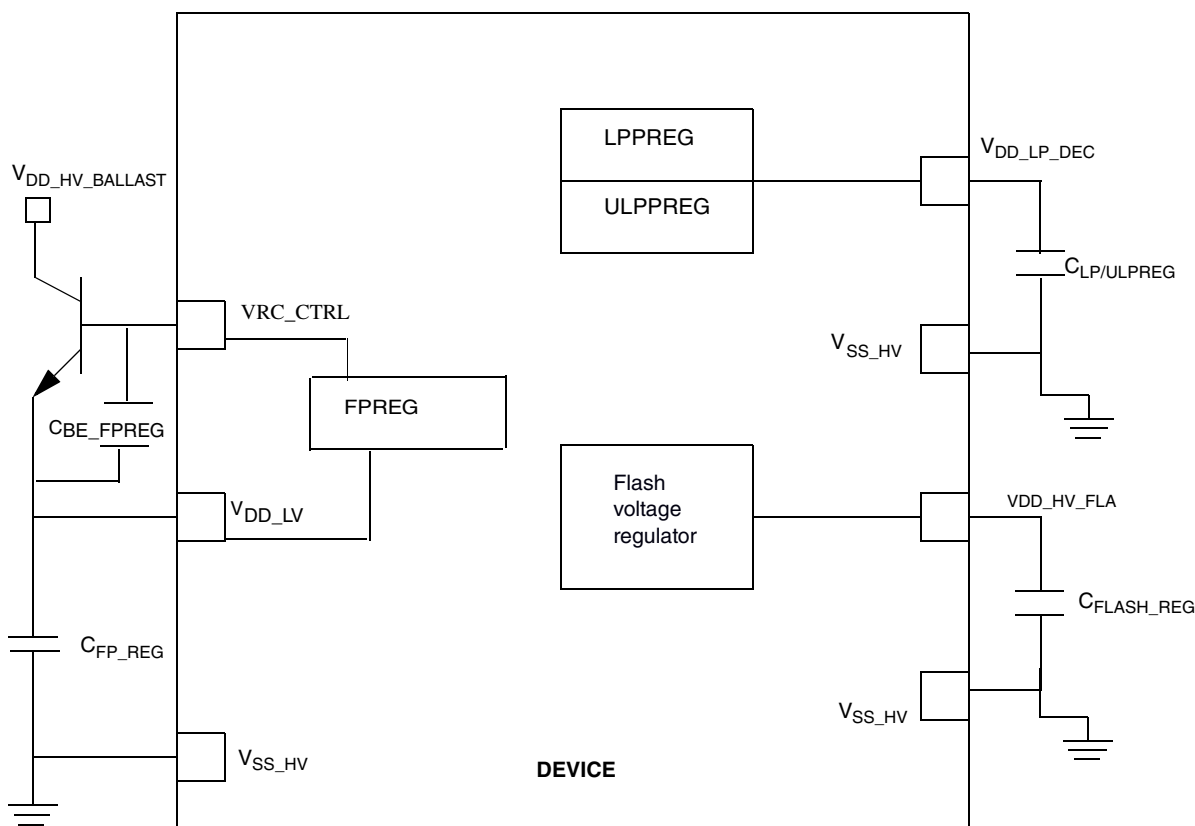 LPPREG
VDD_LP_DEC
VDD_HV_BALLAST
ULPPREG
CLP/ULPREG
VRC_CTRL
VSS_HV
FPREG
CBE_FPREG
Flash
voltage
regulator
VDD_LV
VDD_HV_FLA
CFLASH_REG
CFP_REG
VSS_HV
VSS_HV
DEVICE